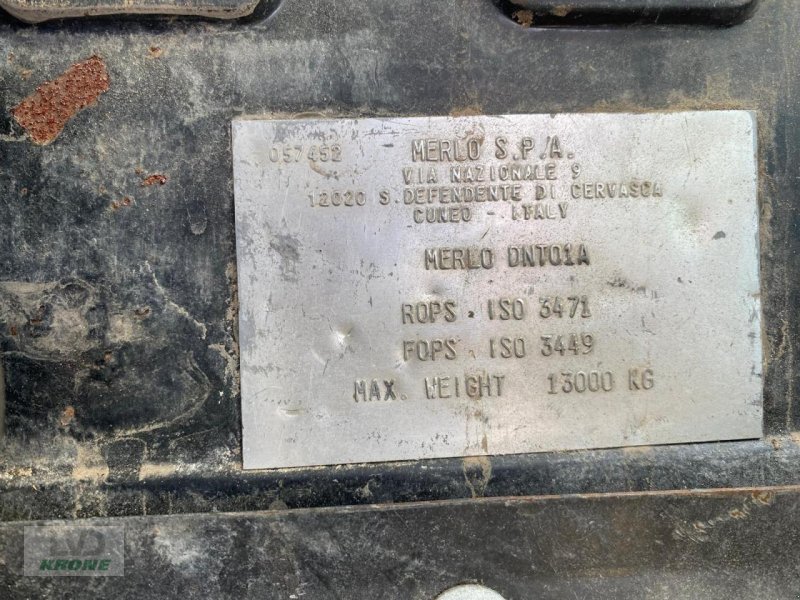 057452 MERLO S.P.A.
VIA NAZIONALE 9
12020 S.DEFENDENTE DI CERVASCA
CUNEO - ITALY
MERLO DNT01A
ROPS . ISO 3471
FOPS . ISO 3449
MAX. WEIGHT 13000 KG
KRONE